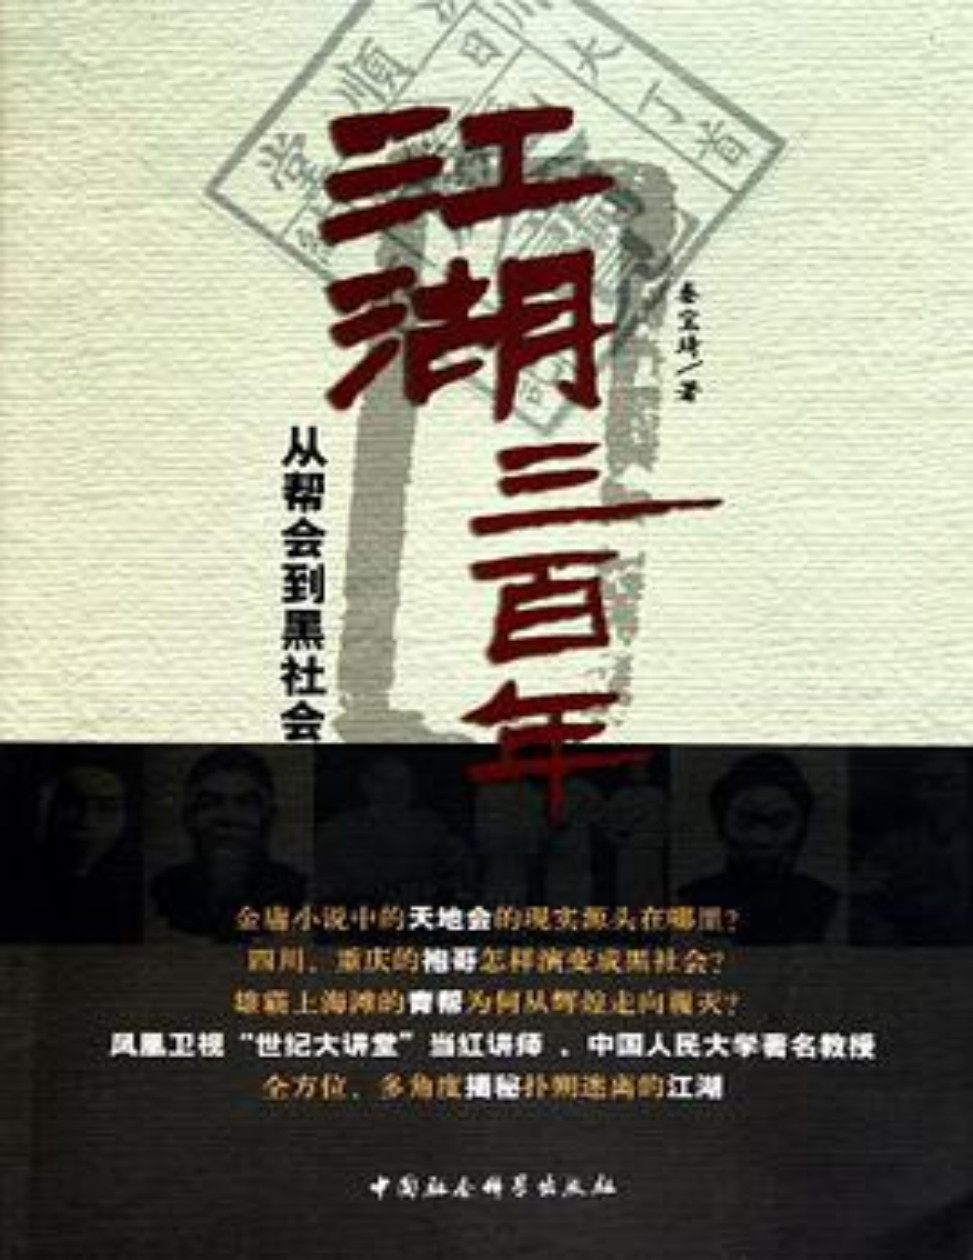 江湖三百年
从帮会到黑社会
秦宝琦/著
金庸小说中的天地会的现实源头在哪里?
四川、重庆的袍哥怎样演变成黑社会?
雄霸上海滩的青帮为何从辉煌走向覆灭?
凤凰卫视“世纪大讲堂”当红讲师、中国人民大学著名教授
全方位、多角度揭秘扑朔迷离的江湖
中国社会科学出版社